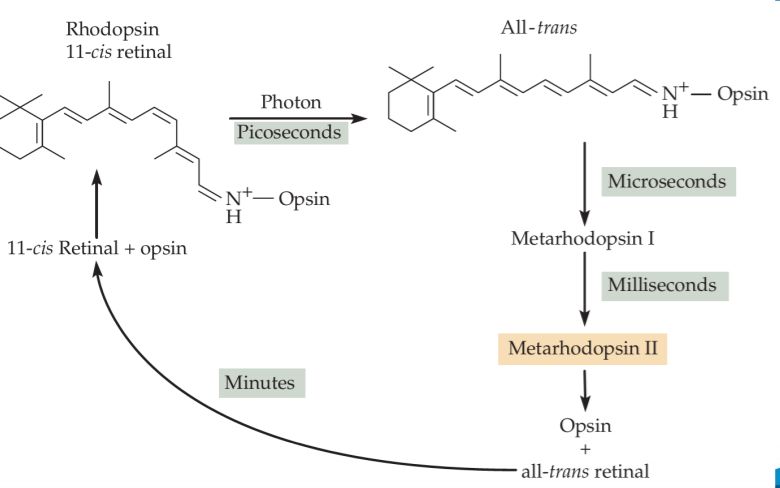 Rhodopsin
11-cis retinal
All-trans
Photon
Picoseconds
N+—Opsin
H
N+—Opsin
H
Microseconds
11-cis Retinal + opsin
Metarhodopsin I
Milliseconds
Metarhodopsin II
Minutes
Opsin
+
all-trans retinal